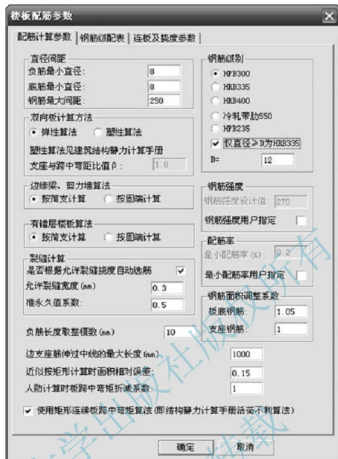 楼板配筋参数
配筋计算参数 钢筋级配表 连板及挠度参数
直径间距
负筋最小直径: 8
底筋最小直径: 8
钢筋最大间距: 250
双向板计算方法
弹性算法 塑性算法
塑性算法见建筑结构静力计算手册
支座与跨中弯矩比值β: 1.8
边缘梁、剪力墙算法
按简支计算 按固端计算
有错层楼板算法
按简支计算 按固端计算
裂缝计算
是否根据允许裂缝挠度自动选筋
允许裂缝宽度(mm) 0.3
准永久值系数: 0.5
负筋长度取整模数(mm) 10
钢筋级别
HPB300
HRB335
HRB400
冷轧带肋550
HPB235
仅直径≥D为HRB335
D= 12
钢筋强度
钢筋强度设计值: 270
钢筋强度用户指定
配筋率
最小配筋率(%): 0.2
最小配筋率用户指定
钢筋面积调整系数
板底钢筋: 1.05
支座钢筋: 1
边支座筋伸过中线的最大长度(mm): 1000
近似按矩形计算时面积相对误差: 0.15
人防计算时板跨中弯矩折减系数: 1
使用矩形连续板跨中弯矩算法(即结构静力计算手册活荷不利算法)
确定 取消